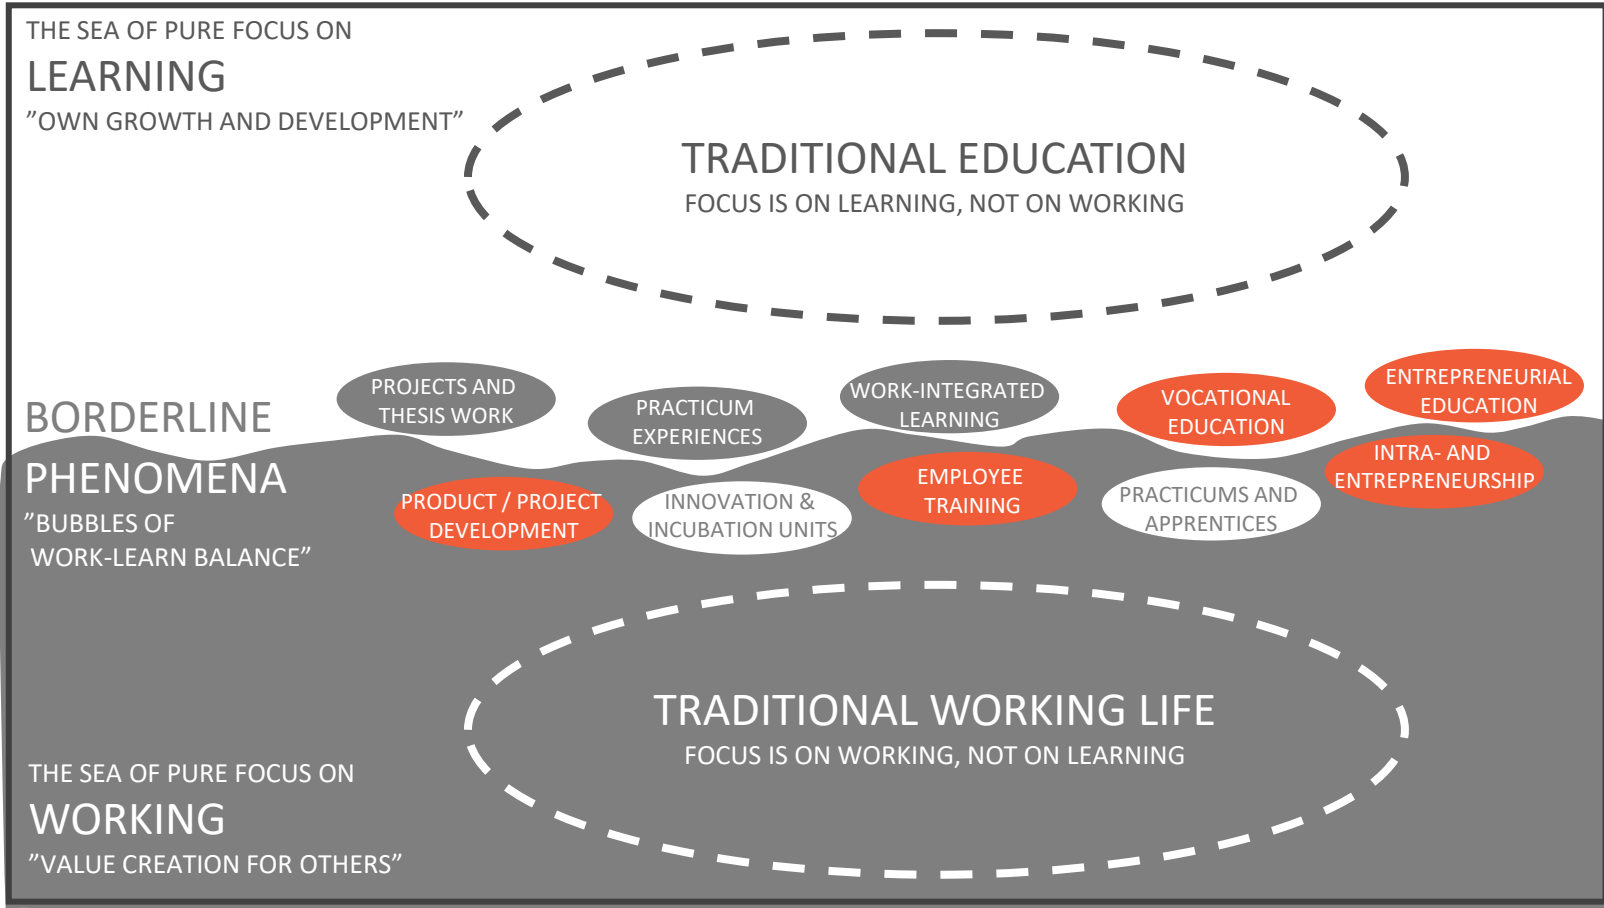 THE SEA OF PURE FOCUS ON
LEARNING
”OWN GROWTH AND DEVELOPMENT”
TRADITIONAL EDUCATION
FOCUS IS ON LEARNING, NOT ON WORKING
BORDERLINE
PHENOMENA
”BUBBLES OF
WORK-LEARN BALANCE”
PROJECTS AND
THESIS WORK
PRACTICUM
EXPERIENCES
WORK-INTEGRATED
LEARNING
VOCATIONAL
EDUCATION
ENTREPRENEURIAL
EDUCATION
PRODUCT / PROJECT
DEVELOPMENT
INNOVATION &
INCUBATION UNITS
EMPLOYEE
TRAINING
PRACTICUMS AND
APPRENTICES
INTRA- AND
ENTREPRENEURSHIP
TRADITIONAL WORKING LIFE
FOCUS IS ON WORKING, NOT ON LEARNING
THE SEA OF PURE FOCUS ON
WORKING
”VALUE CREATION FOR OTHERS”